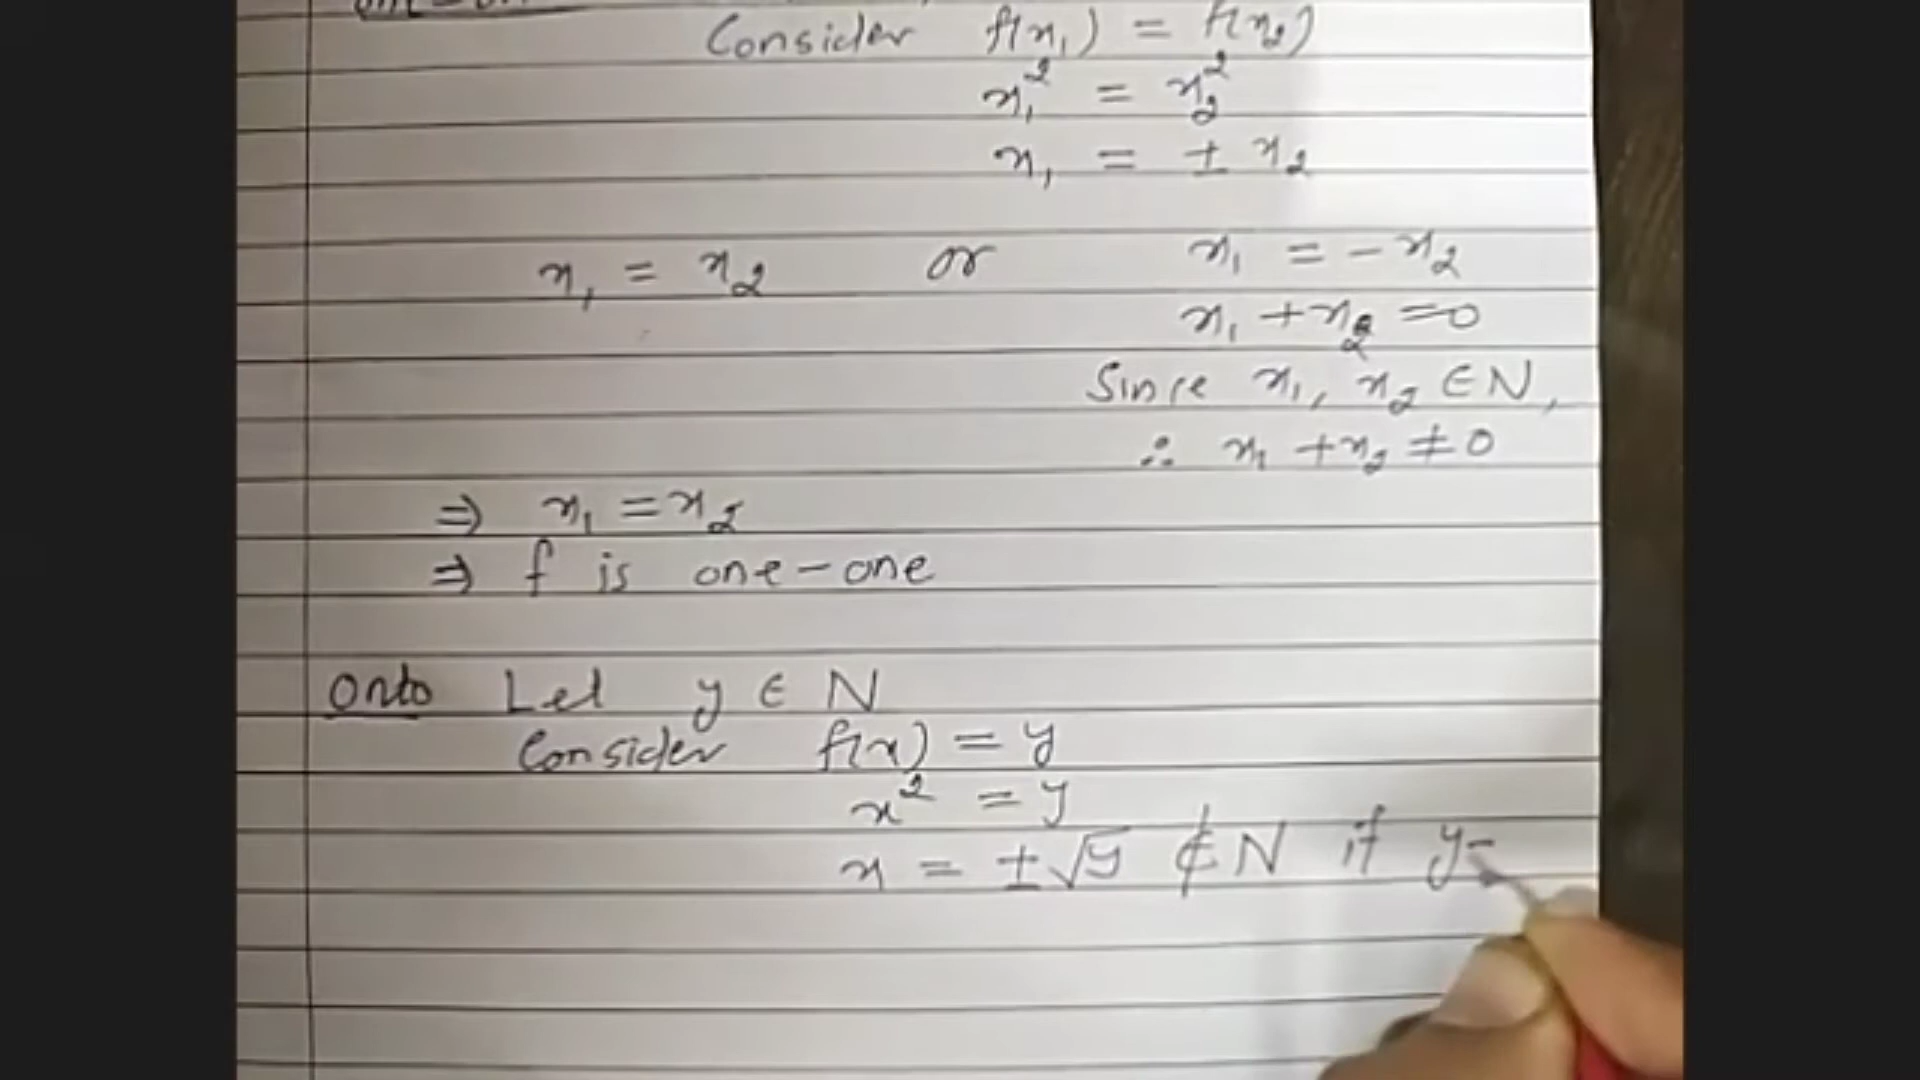 Consider f(x₁) = f(x₂)
x₁² = x₂²
x₁ = ± x₂
x₁ = x₂ or x₁ = - x₂
x₁ + x₂ = 0
Since x₁, x₂ ∈ N,
∴ x₁ + x₂ ≠ 0
⇒ x₁ = x₂
⇒ f is one-one
Onto Let y ∈ N
Consider f(x) = y
x² = y
x = ±√y ∉ N if y=